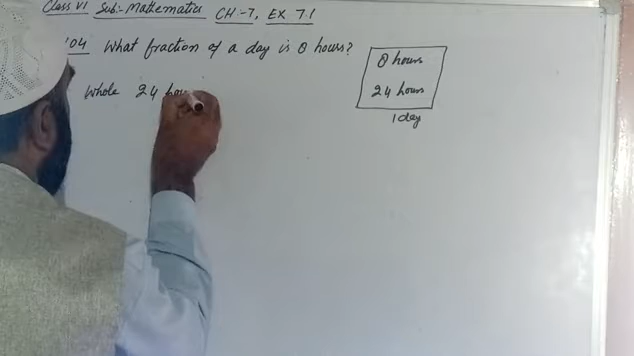 Class VI Sub:- Mathematics CH:-7, EX 7.1
04 What fraction of a day is 8 hours?
8 hours
24 hours
1 day
Whole 24